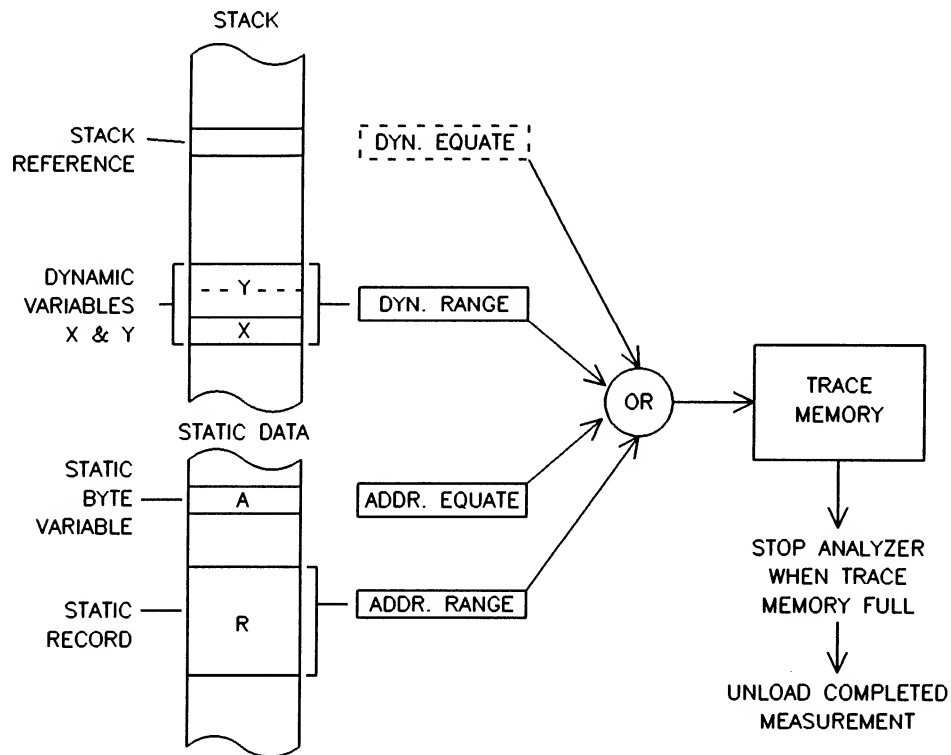 STACK
STACK
REFERENCE
DYN. EQUATE
DYNAMIC
VARIABLES
X & Y
Y
X
DYN. RANGE
OR
TRACE
MEMORY
STATIC DATA
STATIC
BYTE
VARIABLE
A
ADDR. EQUATE
STATIC
RECORD
R
ADDR. RANGE
STOP ANALYZER
WHEN TRACE
MEMORY FULL
UNLOAD COMPLETED
MEASUREMENT